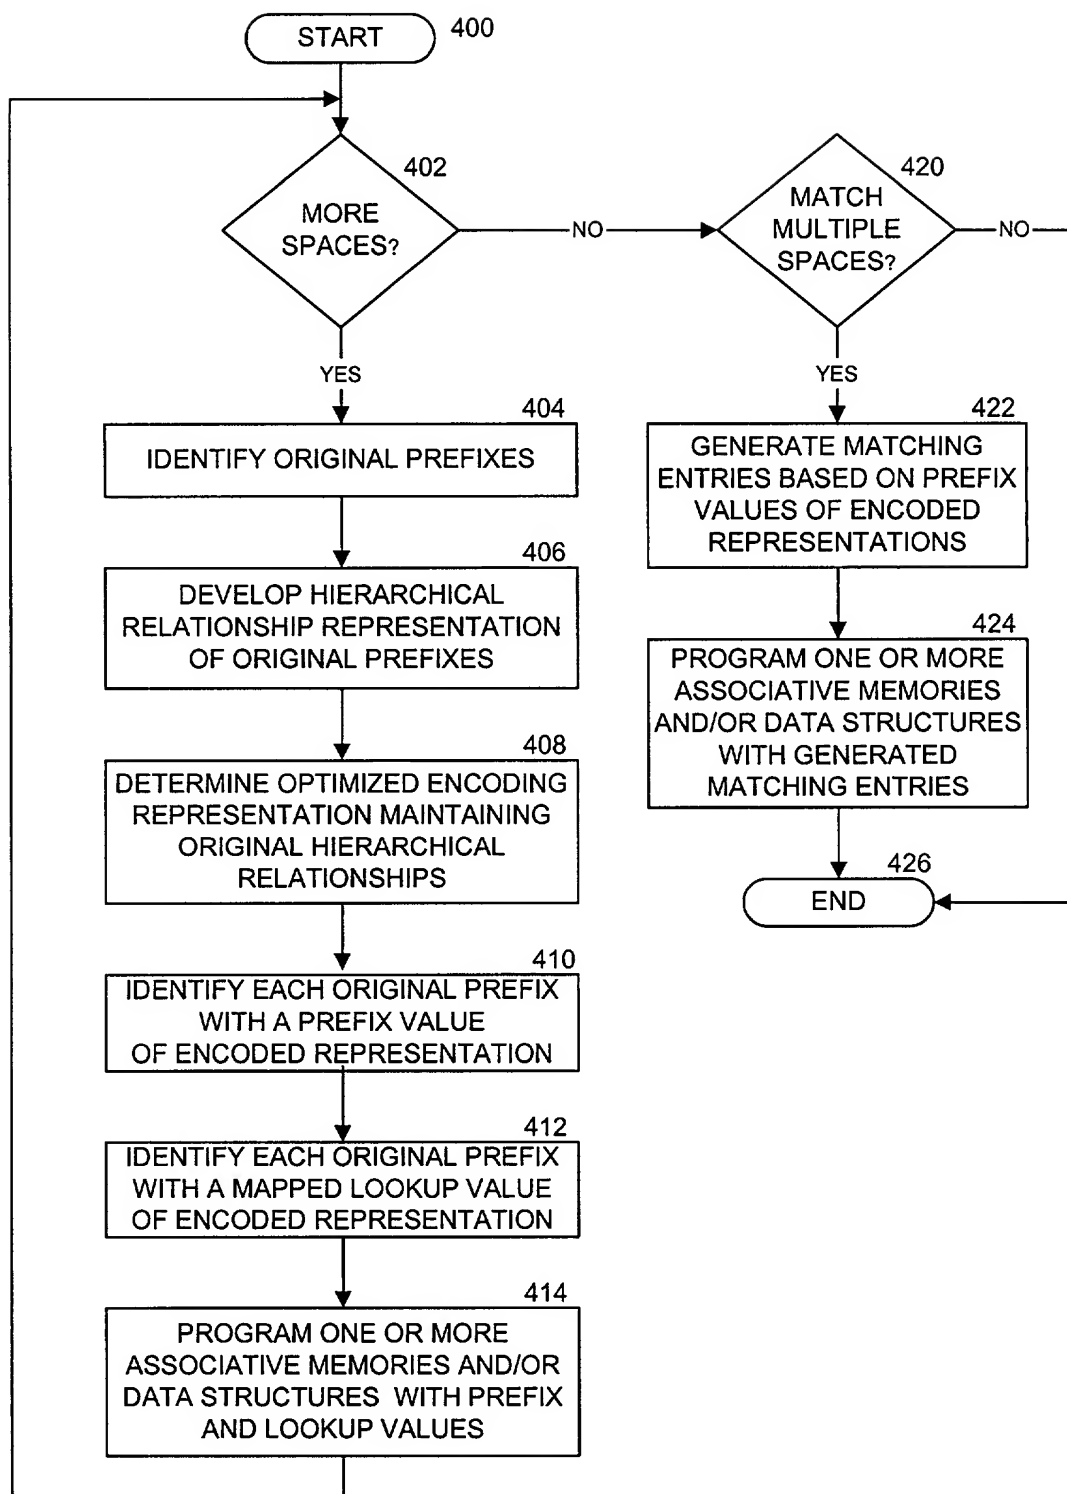 START
400
402
MORE
SPACES?
NO
420
MATCH
MULTIPLE
SPACES?
NO
YES
404
IDENTIFY ORIGINAL PREFIXES
406
DEVELOP HIERARCHICAL
RELATIONSHIP REPRESENTATION
OF ORIGINAL PREFIXES
408
DETERMINE OPTIMIZED ENCODING
REPRESENTATION MAINTAINING
ORIGINAL HIERARCHICAL
RELATIONSHIPS
410
IDENTIFY EACH ORIGINAL PREFIX
WITH A PREFIX VALUE
OF ENCODED REPRESENTATION
412
IDENTIFY EACH ORIGINAL PREFIX
WITH A MAPPED LOOKUP VALUE
OF ENCODED REPRESENTATION
414
PROGRAM ONE OR MORE
ASSOCIATIVE MEMORIES AND/OR
DATA STRUCTURES WITH PREFIX
AND LOOKUP VALUES
YES
422
GENERATE MATCHING
ENTRIES BASED ON PREFIX
VALUES OF ENCODED
REPRESENTATIONS
424
PROGRAM ONE OR MORE
ASSOCIATIVE MEMORIES
AND/OR DATA STRUCTURES
WITH GENERATED
MATCHING ENTRIES
426
END